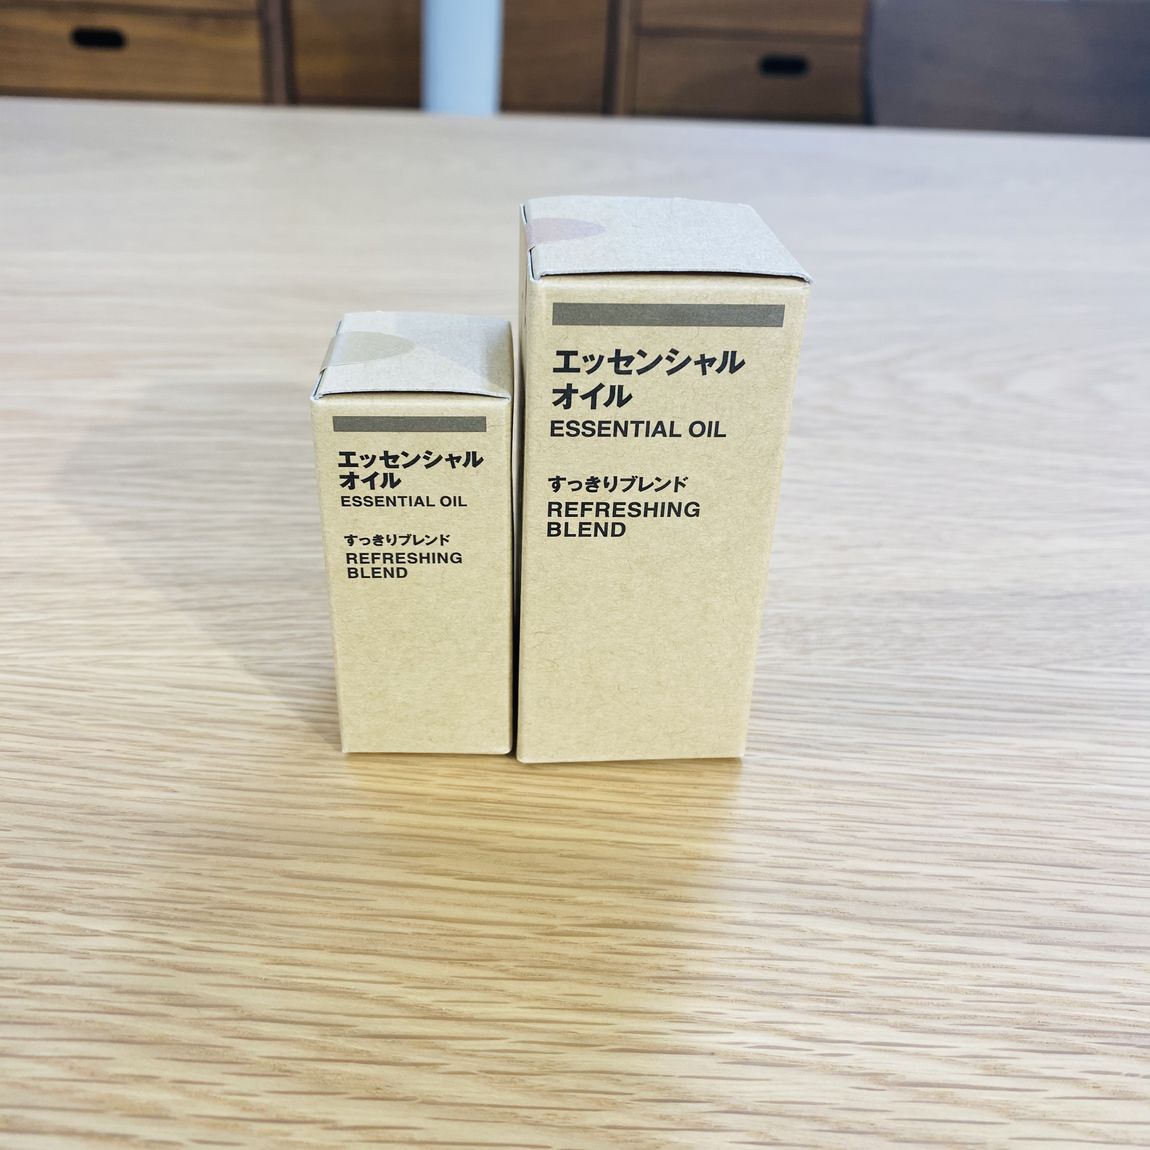 エッセンシャル
オイル
ESSENTIAL OIL
すっきりブレンド
REFRESHING
BLEND
エッセンシャル
オイル
ESSENTIAL OIL
すっきりブレンド
REFRESHING
BLEND